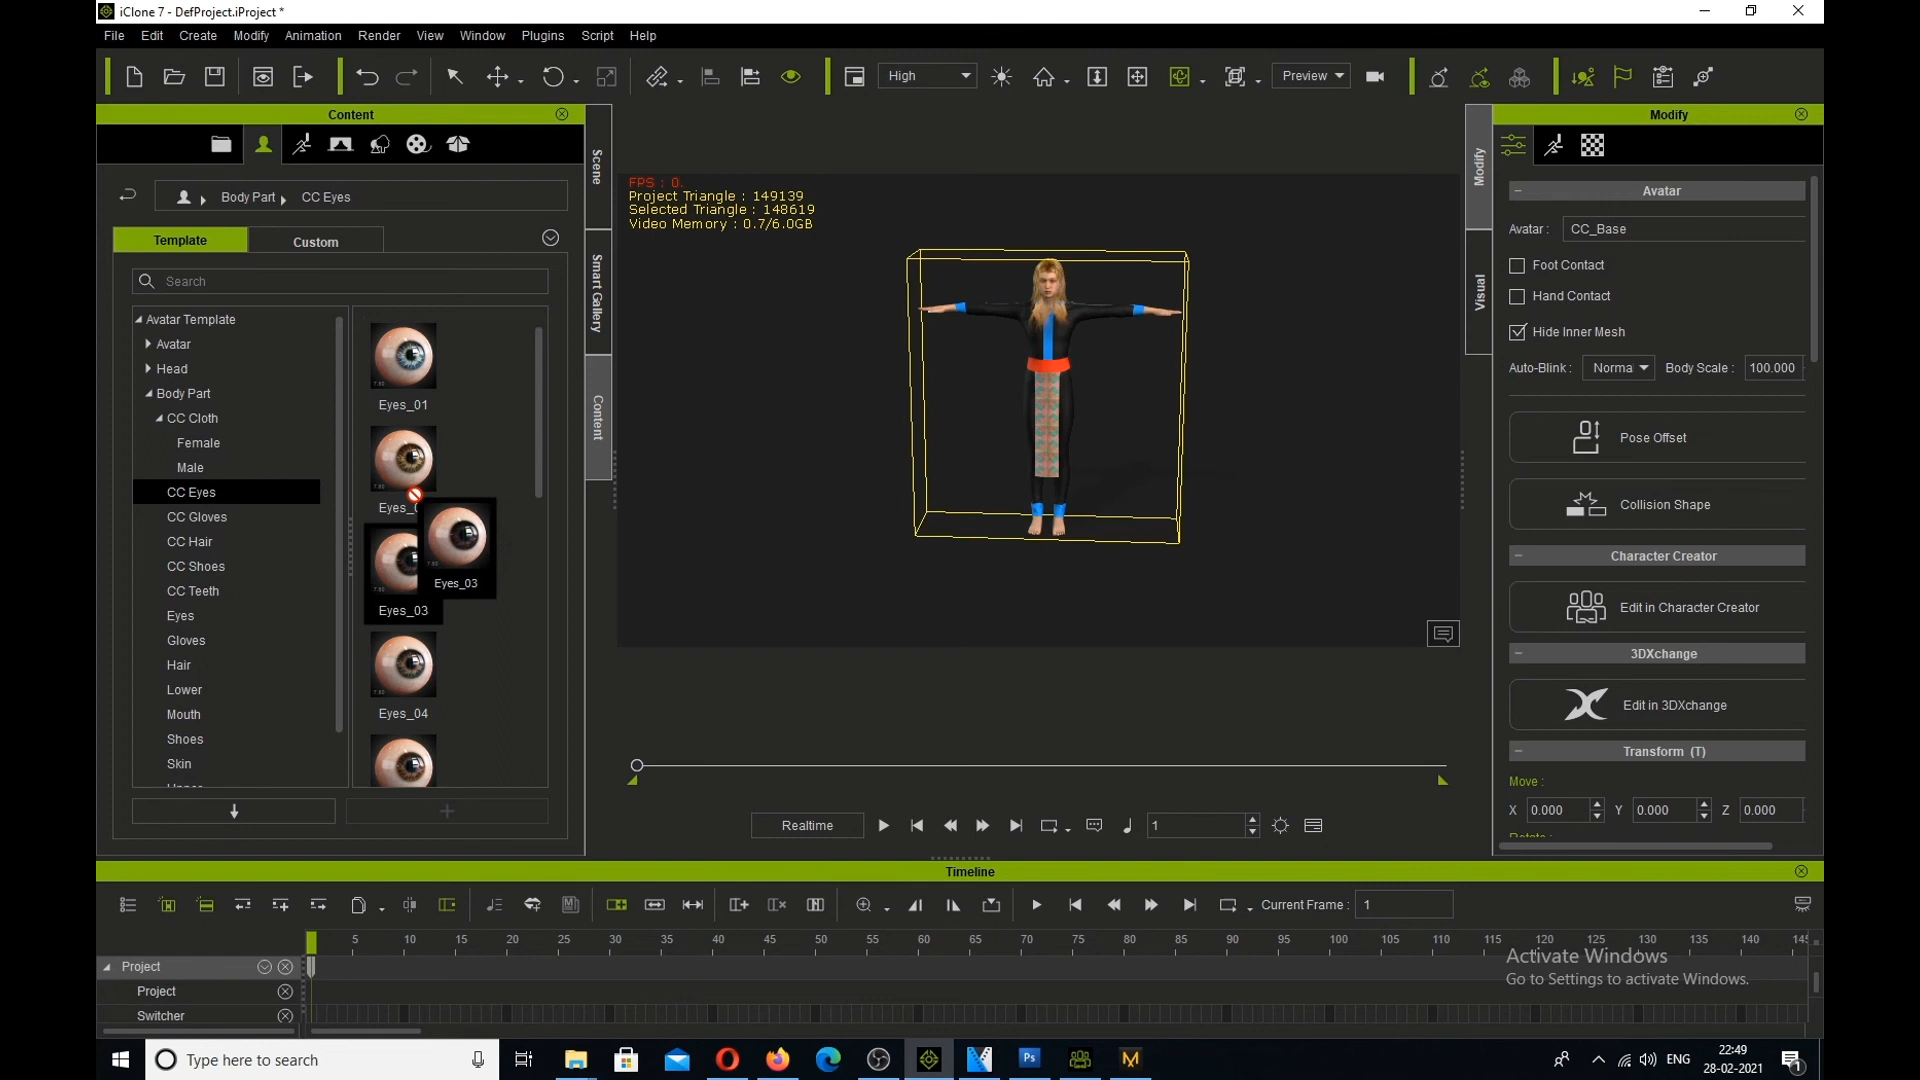 iClone 7 - DefProject.iProject *
File Edit Create Modify Animation Render View Window Plugins Script Help
High
Preview
Content
Body Part CC Eyes
Template Custom
Search
Avatar Template
Avatar
Head
Body Part
CC Cloth
Female
Male
CC Eyes
CC Gloves
CC Hair
CC Shoes
CC Teeth
Eyes
Gloves
Hair
Lower
Mouth
Shoes
Skin
Eyes_01
Eyes_03
Eyes_03
Eyes_04
Scene
Smart Gallery
Content
FPS : 0.
Project Triangle : 149139
Selected Triangle : 148619
Video Memory : 0.7/6.0GB
Modify
Visual
Modify
Avatar
Avatar : CC_Base
Foot Contact
Hand Contact
Hide Inner Mesh
Auto-Blink : Norma Body Scale : 100.000
Pose Offset
Collision Shape
Character Creator
Edit in Character Creator
3DXchange
Edit in 3DXchange
Transform (T)
Move :
X 0.000 Y 0.000 Z 0.000
Realtime 1
Timeline
Current Frame : 1
5 10 15 20 25 30 35 40 45 50 55 60 65 70 75 80 85 90 95 100 105 110 115 120 125 130 135 140 145
Project
Project
Switcher
Activate Windows
Go to Settings to activate Windows.
Type here to search
Ps
ENG
22:49
28-02-2021
1